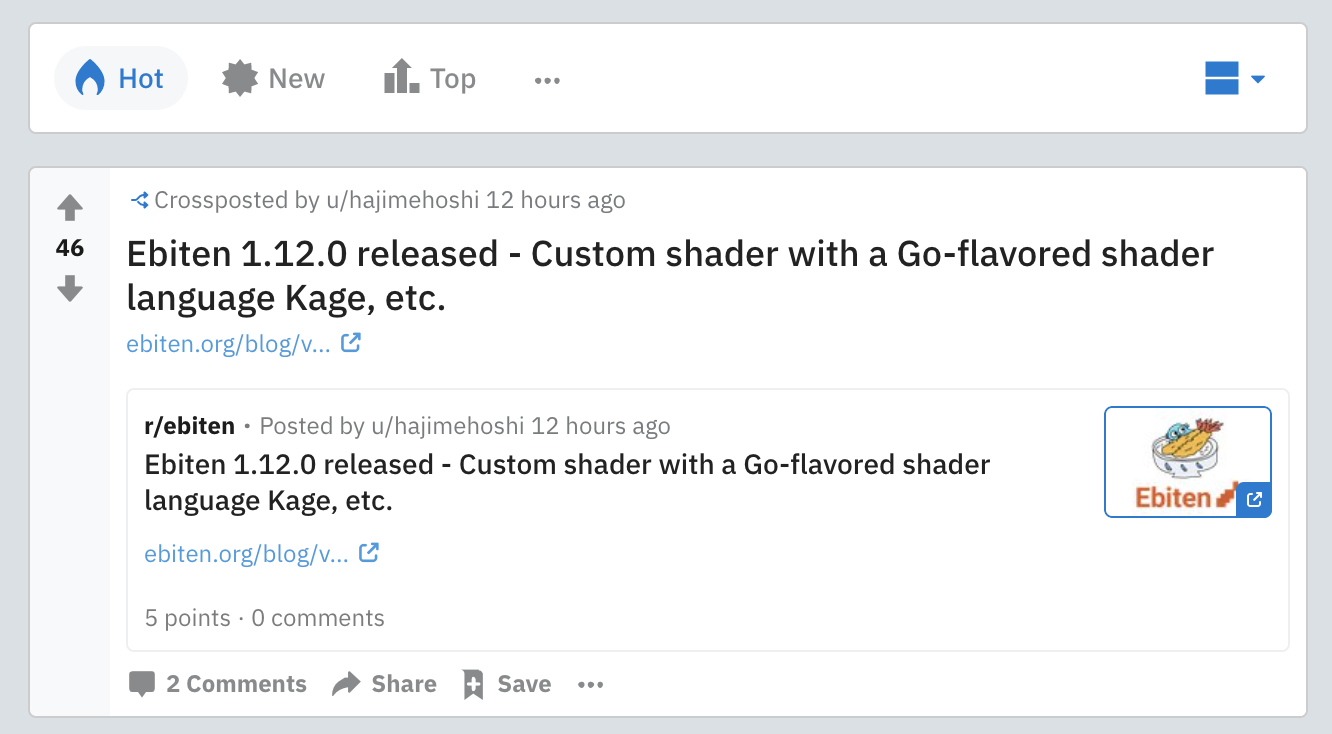 Hot New Top ...
Crossposted by u/hajimehoshi 12 hours ago
46
Ebiten 1.12.0 released - Custom shader with a Go-flavored shader
language Kage, etc.
ebiten.org/blog/v...
r/ebiten • Posted by u/hajimehoshi 12 hours ago
Ebiten 1.12.0 released - Custom shader with a Go-flavored shader
language Kage, etc.
Ebiten
ebiten.org/blog/v...
5 points · 0 comments
2 Comments Share Save ...